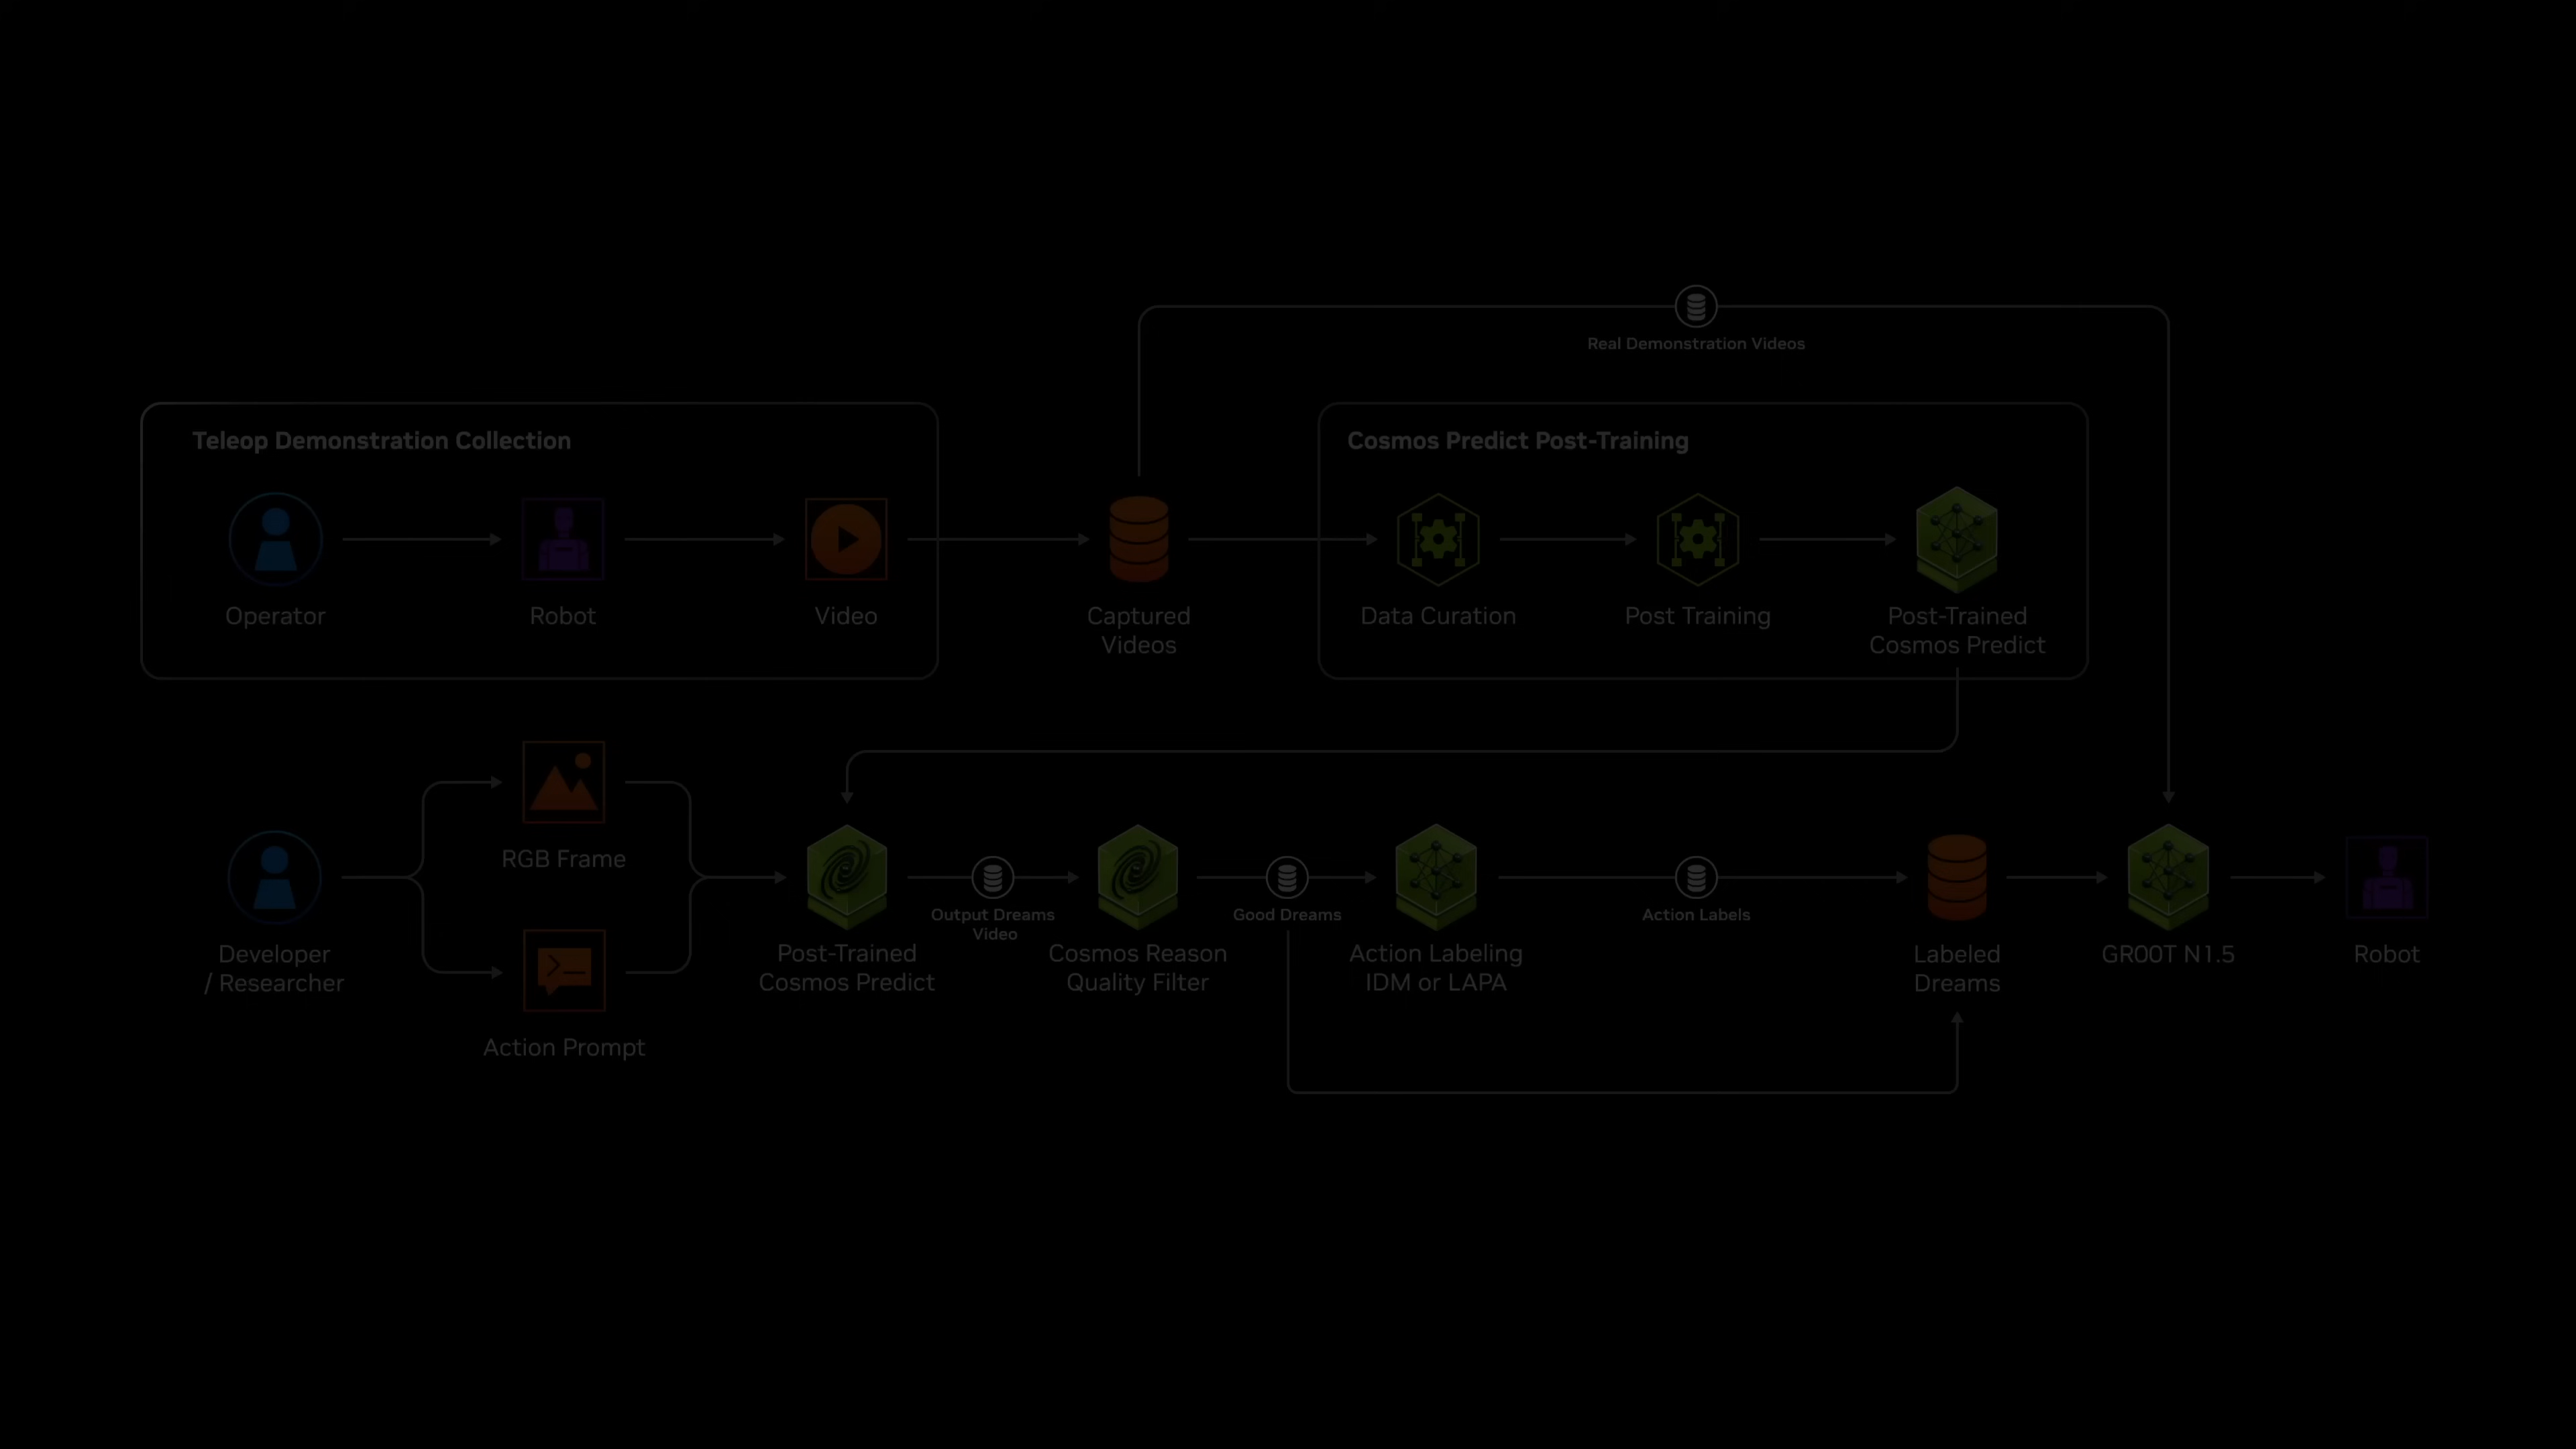 Real Demonstration Videos
Teleop Demonstration Collection
Operator
Robot
Video
Captured
Videos
Cosmos Predict Post-Training
Data Curation
Post Training
Post-Trained
Cosmos Predict
Developer
/ Researcher
RGB Frame
Action Prompt
Post-Trained
Cosmos Predict
Output Dreams
Video
Cosmos Reason
Quality Filter
Good Dreams
Action Labeling
IDM or LAPA
Action Labels
Labeled
Dreams
GR00T N1.5
Robot